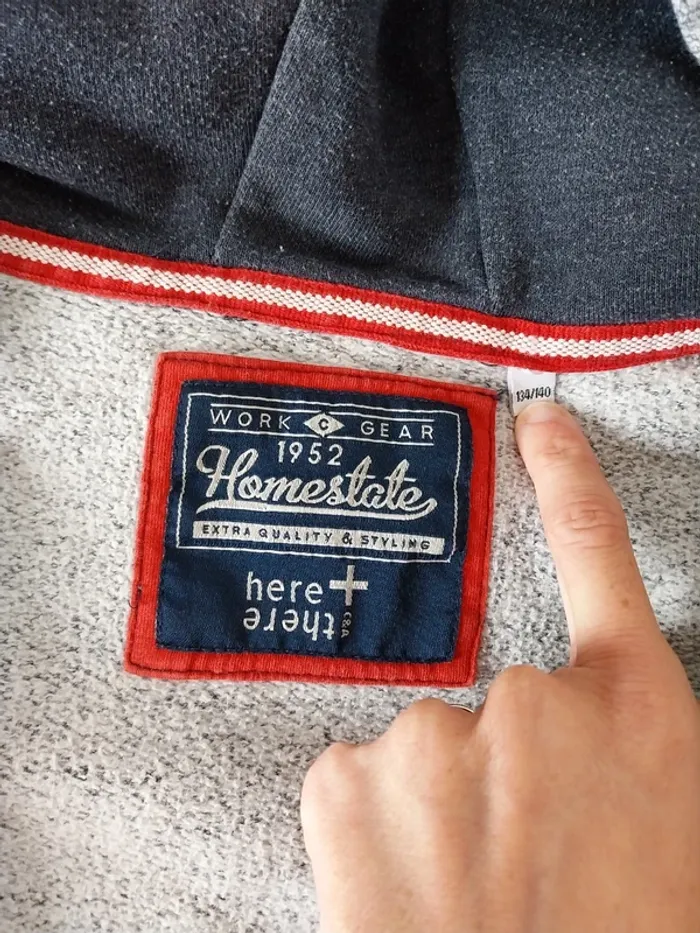 WORK C GEAR
1952
Homestate
EXTRA QUALITY & STYLING
here +
there
C&A
134/140